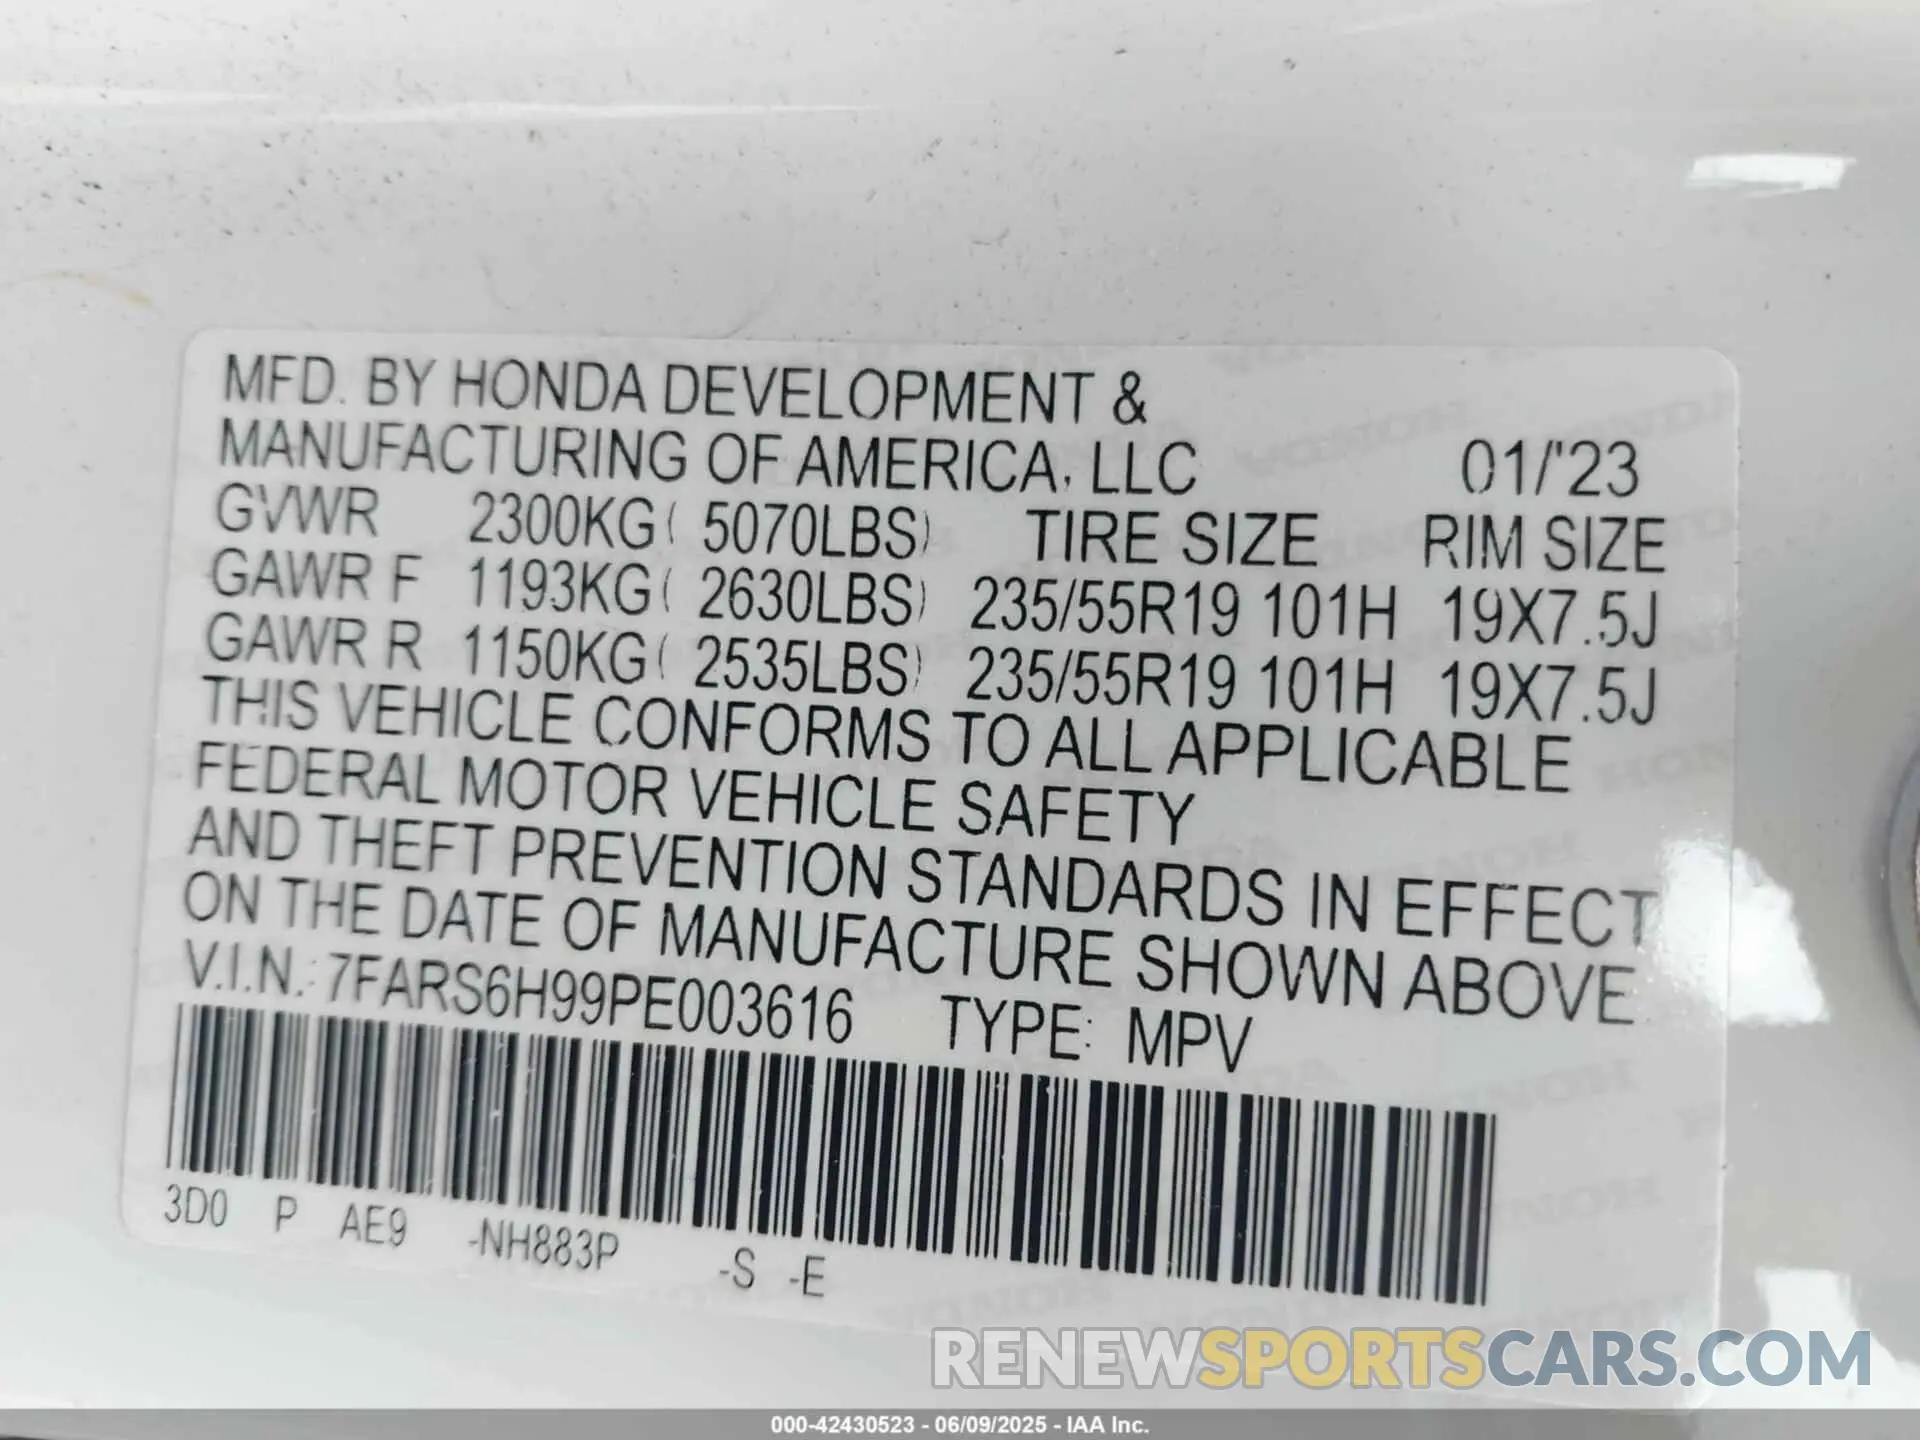 MFD. BY HONDA DEVELOPMENT &
MANUFACTURING OF AMERICA, LLC 01/'23
GVWR 2300KG( 5070LBS) TIRE SIZE RIM SIZE
GAWR F 1193KG( 2630LBS) 235/55R19 101H 19X7.5J
GAWR R 1150KG( 2535LBS) 235/55R19 101H 19X7.5J
THIS VEHICLE CONFORMS TO ALL APPLICABLE
FEDERAL MOTOR VEHICLE SAFETY
AND THEFT PREVENTION STANDARDS IN EFFECT
ON THE DATE OF MANUFACTURE SHOWN ABOVE.
V.I.N.: 7FARS6H99PE003616 TYPE: MPV
3D0 P AE9 -NH883P -S -E
RENEWSPORTSCARS.COM
000-42430523 - 06/09/2025 - IAA Inc.